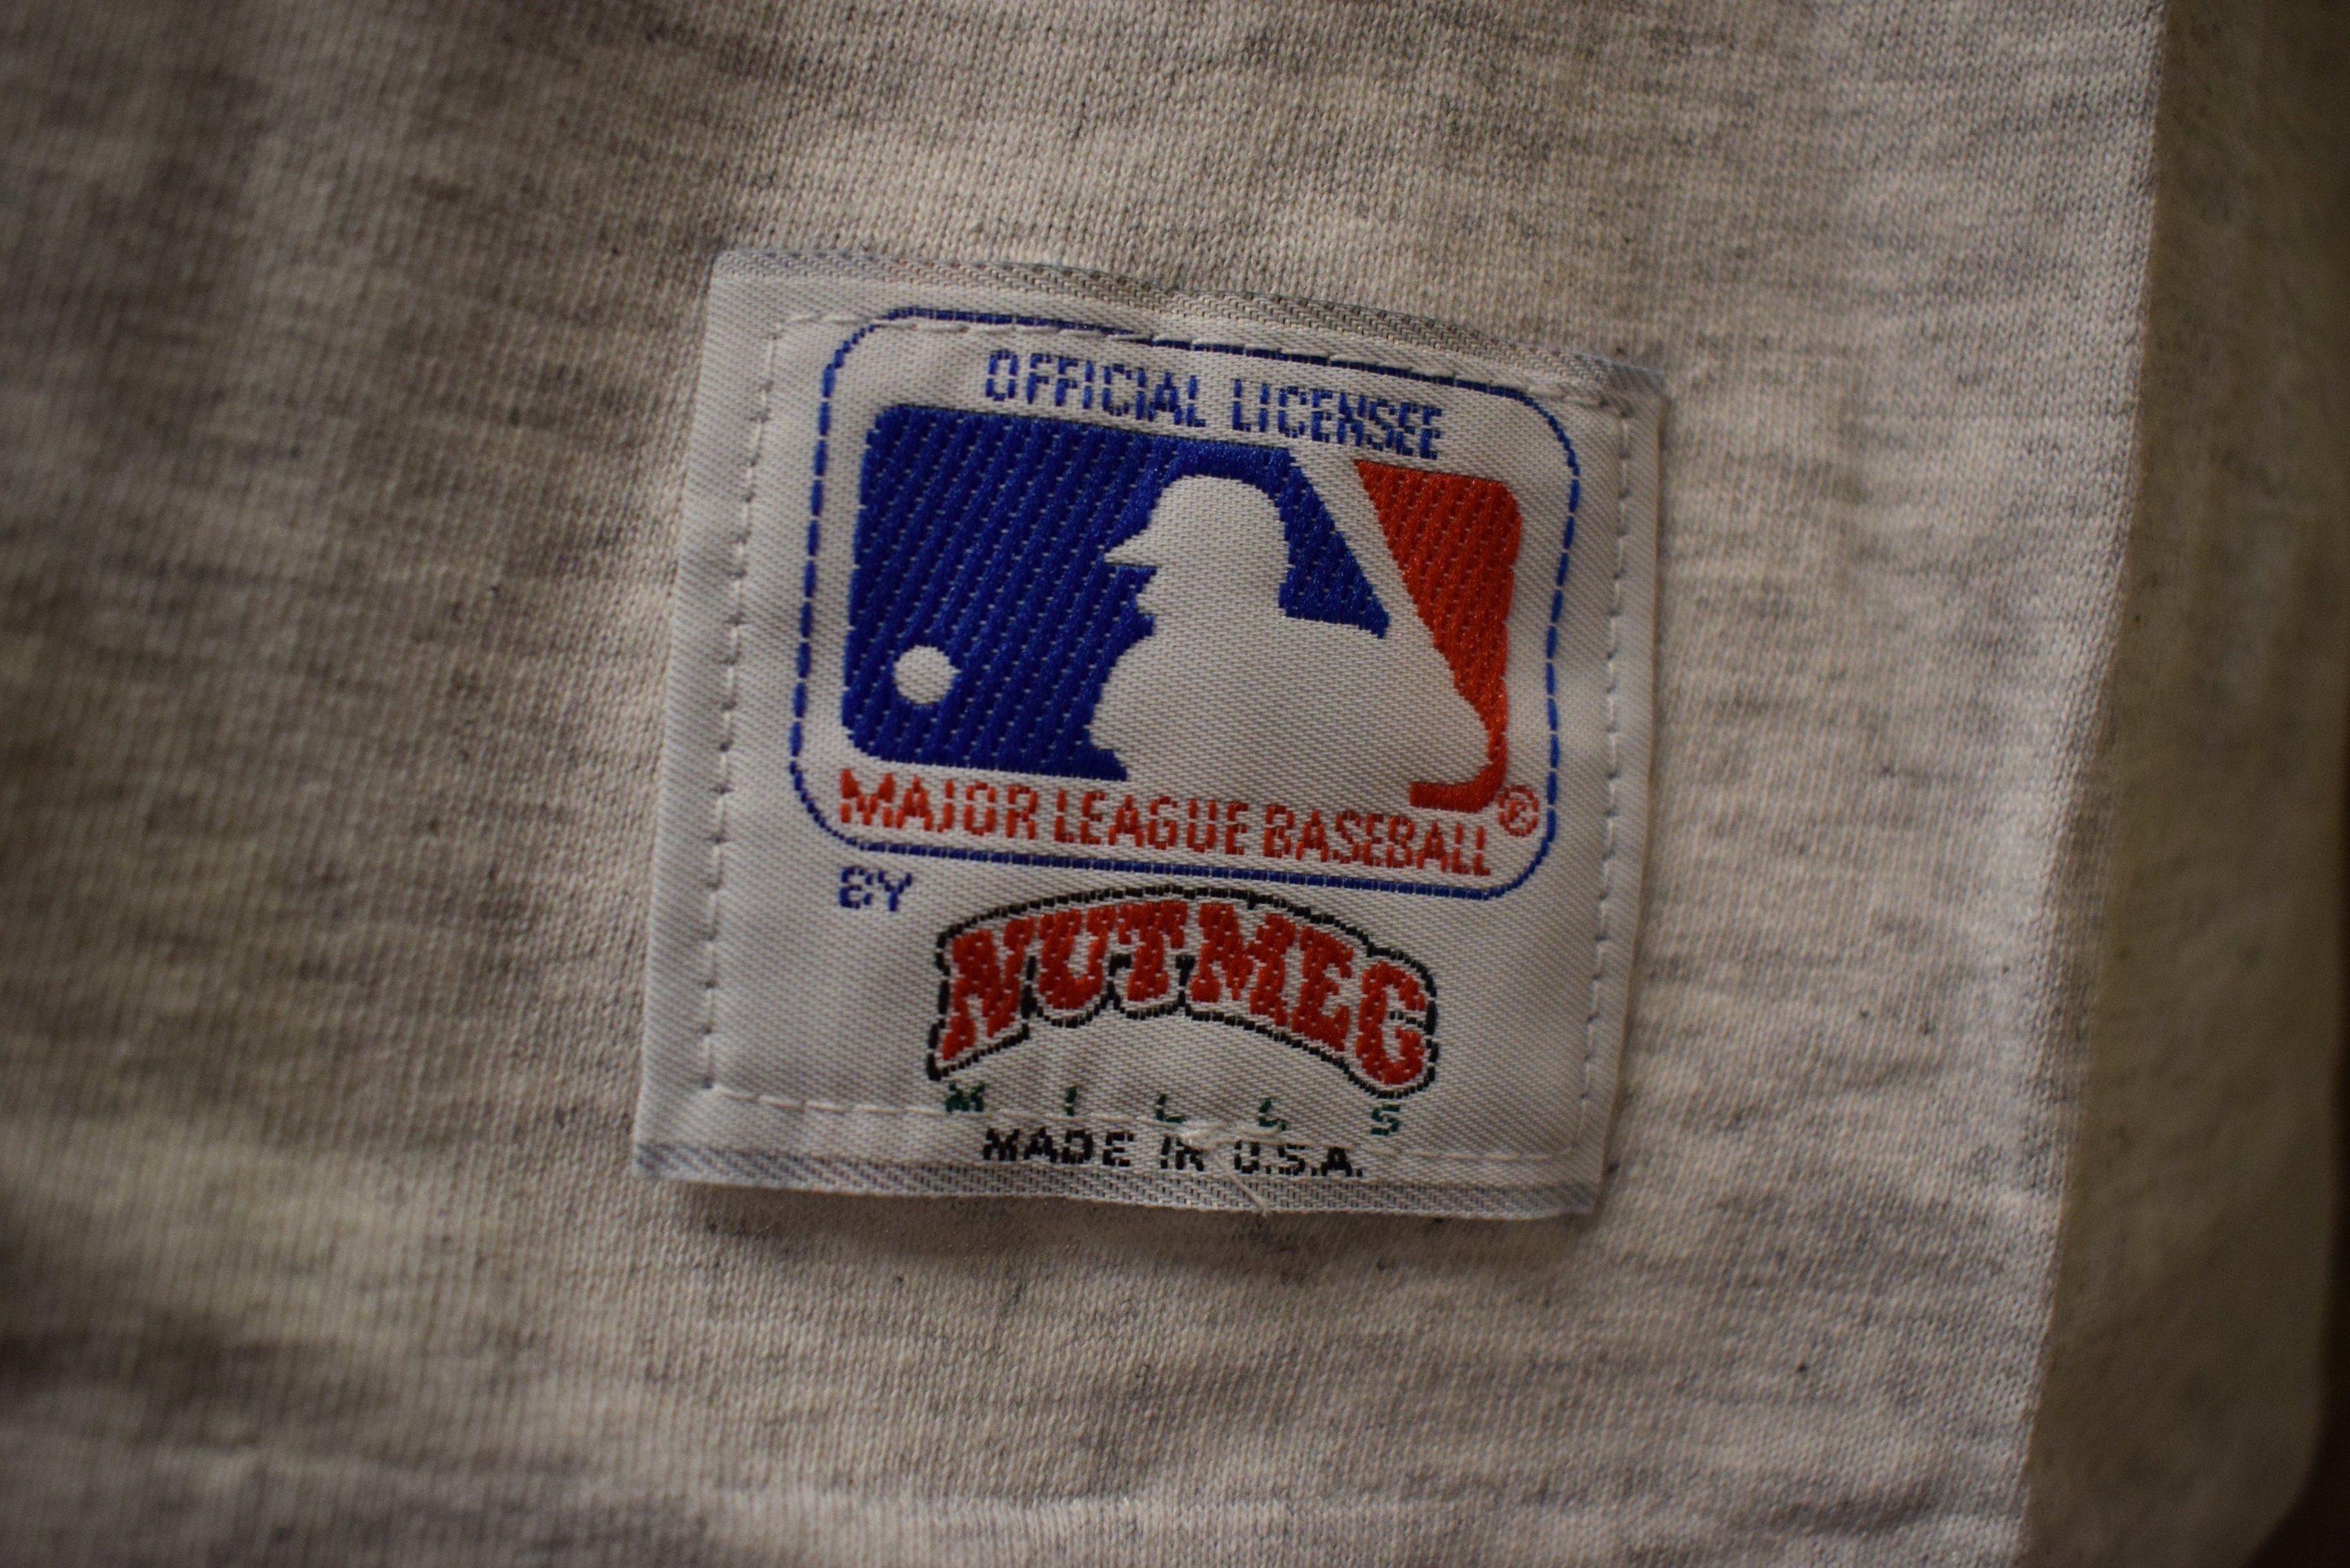 OFFICIAL LICENSEE
MAJOR LEAGUE BASEBALL®
BY
NUTMEG
MILLS
MADE IN U.S.A.